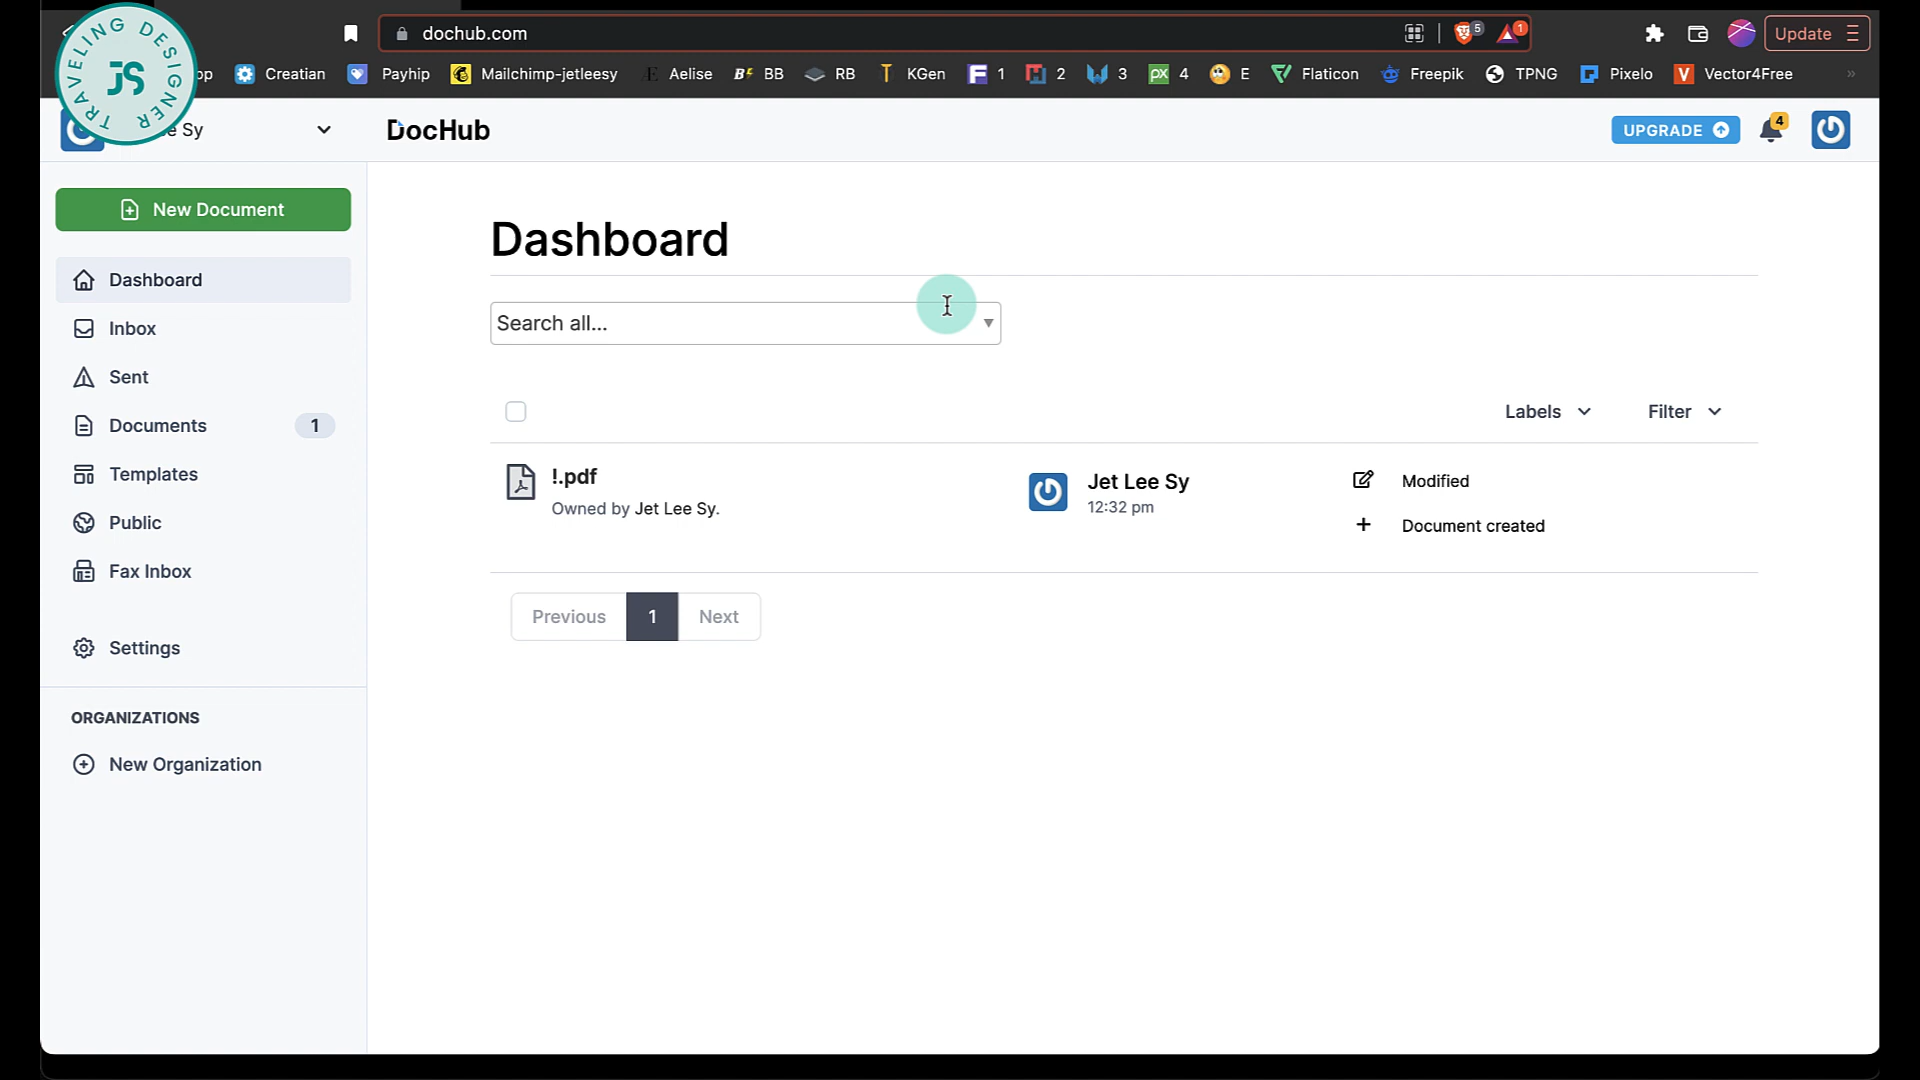 dochub.com
5
1
Update
TRAVELING DESIGNER
JS
op
Creatian
Payhip
Mailchimp-jetleesy
Aelise
BB
RB
KGen
1
2
3
4
E
Flaticon
Freepik
TPNG
Pixelo
Vector4Free
»
e Sy
DocHub
UPGRADE
4
New Document
Dashboard
Inbox
Sent
Documents
1
Templates
Public
Fax Inbox
Settings
ORGANIZATIONS
New Organization
Dashboard
Search all...
Labels
Filter
!.pdf
Owned by Jet Lee Sy.
Jet Lee Sy
12:32 pm
Modified
Document created
Previous
1
Next